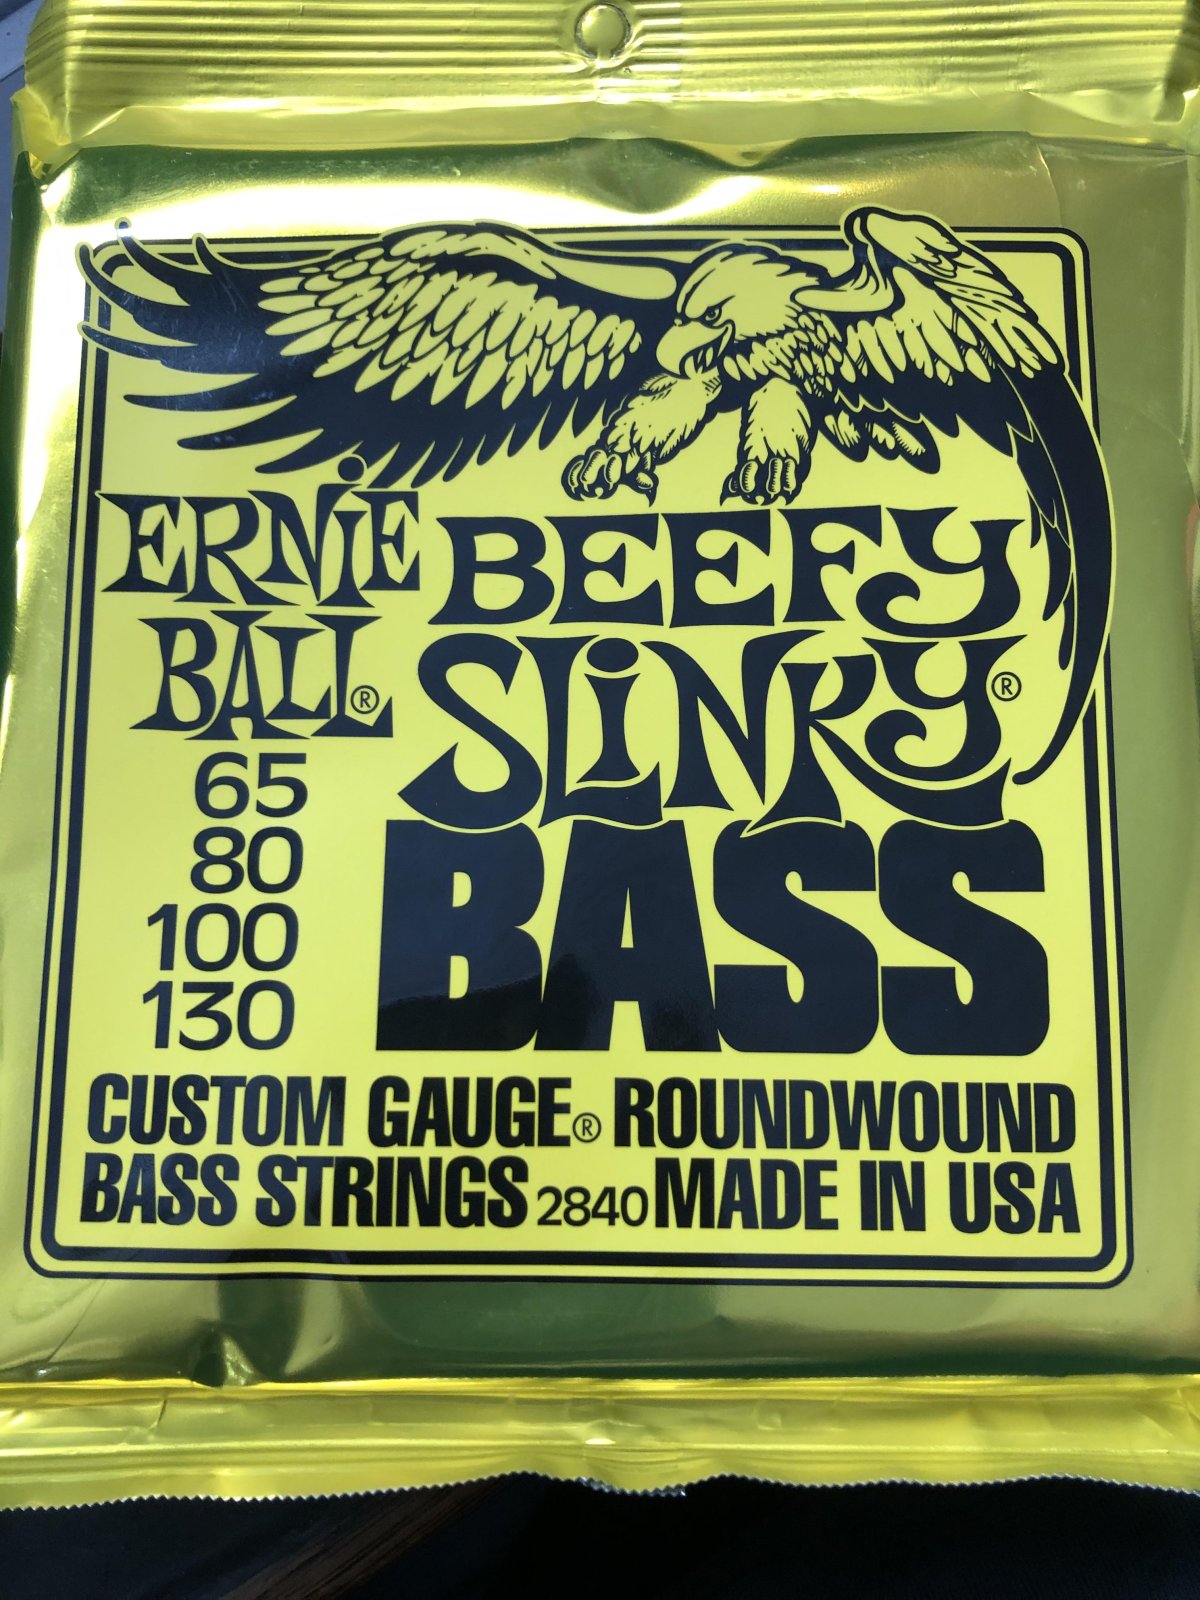 ERNiE
BALL®
BEEFY
SLiNKY®
BASS
65
80
100
130
CUSTOM GAUGE® ROUNDWOUND
BASS STRINGS 2840 MADE IN USA